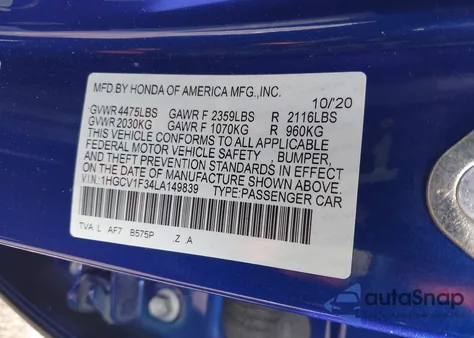 MFD.BY HONDA OF AMERICA MFG.,INC.
10/'20
GVWR 4475LBS GAWR F 2359LBS R 2116LBS
GVWR 2030KG GAWR F 1070KG R 960KG
THIS VEHICLE CONFORMS TO ALL APPLICABLE
FEDERAL MOTOR VEHICLE SAFETY , BUMPER,
AND THEFT PREVENTION STANDARDS IN EFFECT
ON THE DATE OF MANUFACTURE SHOWN ABOVE.
V.I.N.:1HGCV1F34LA149839 TYPE:PASSENGER CAR
TVA L AF7 B575P .Z .A
autoSnap